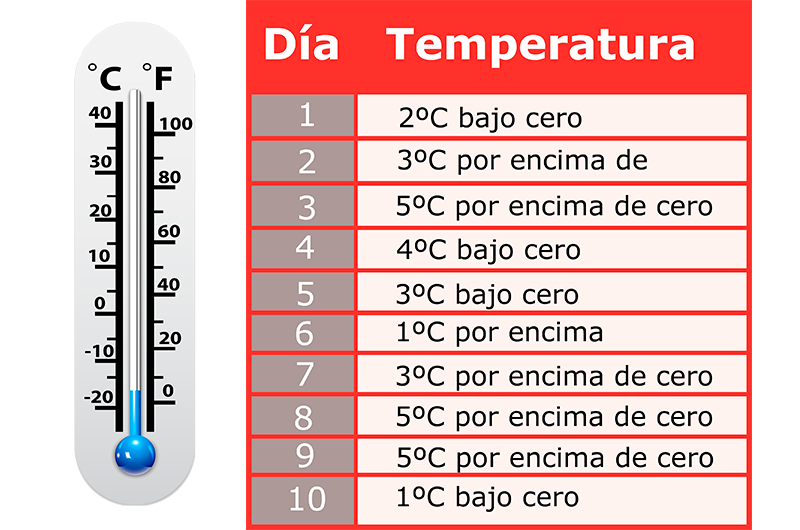 °C °F
40
100
30
80
20
60
10
40
0
20
-10
0
-20
Día Temperatura
1 2ºC bajo cero
2 3ºC por encima de
3 5ºC por encima de cero
4 4ºC bajo cero
5 3ºC bajo cero
6 1ºC por encima
7 3ºC por encima de cero
8 5ºC por encima de cero
9 5ºC por encima de cero
10 1ºC bajo cero